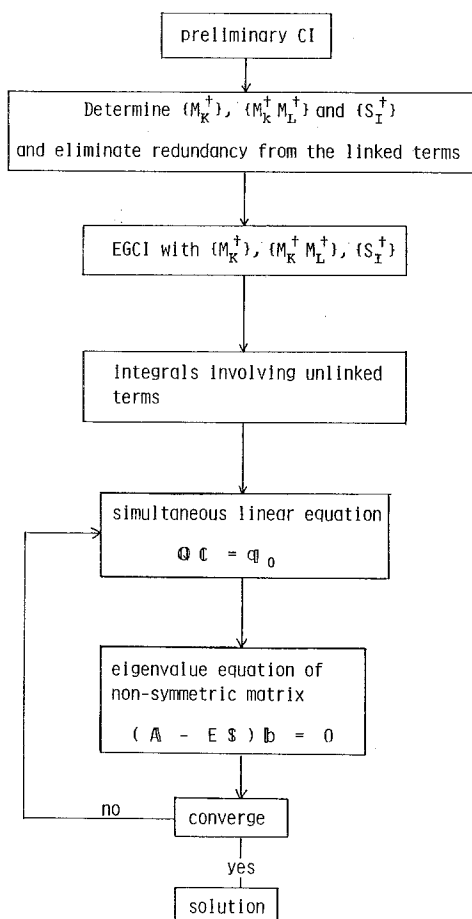 preliminary CI
Determine {M_K^†}, {M_k^† M_L^†} and {S_I^†}
and eliminate redundancy from the linked terms
EGCI with {M_K^†}, {M_K^† M_L^†}, {S_I^†}
integrals involving unlinked
terms
simultaneous linear equation
ℚ ℂ = 𝕢₀
eigenvalue equation of
non-symmetric matrix
( 𝔸 - E 𝕊 ) 𝕓 = 0
no
converge
yes
solution